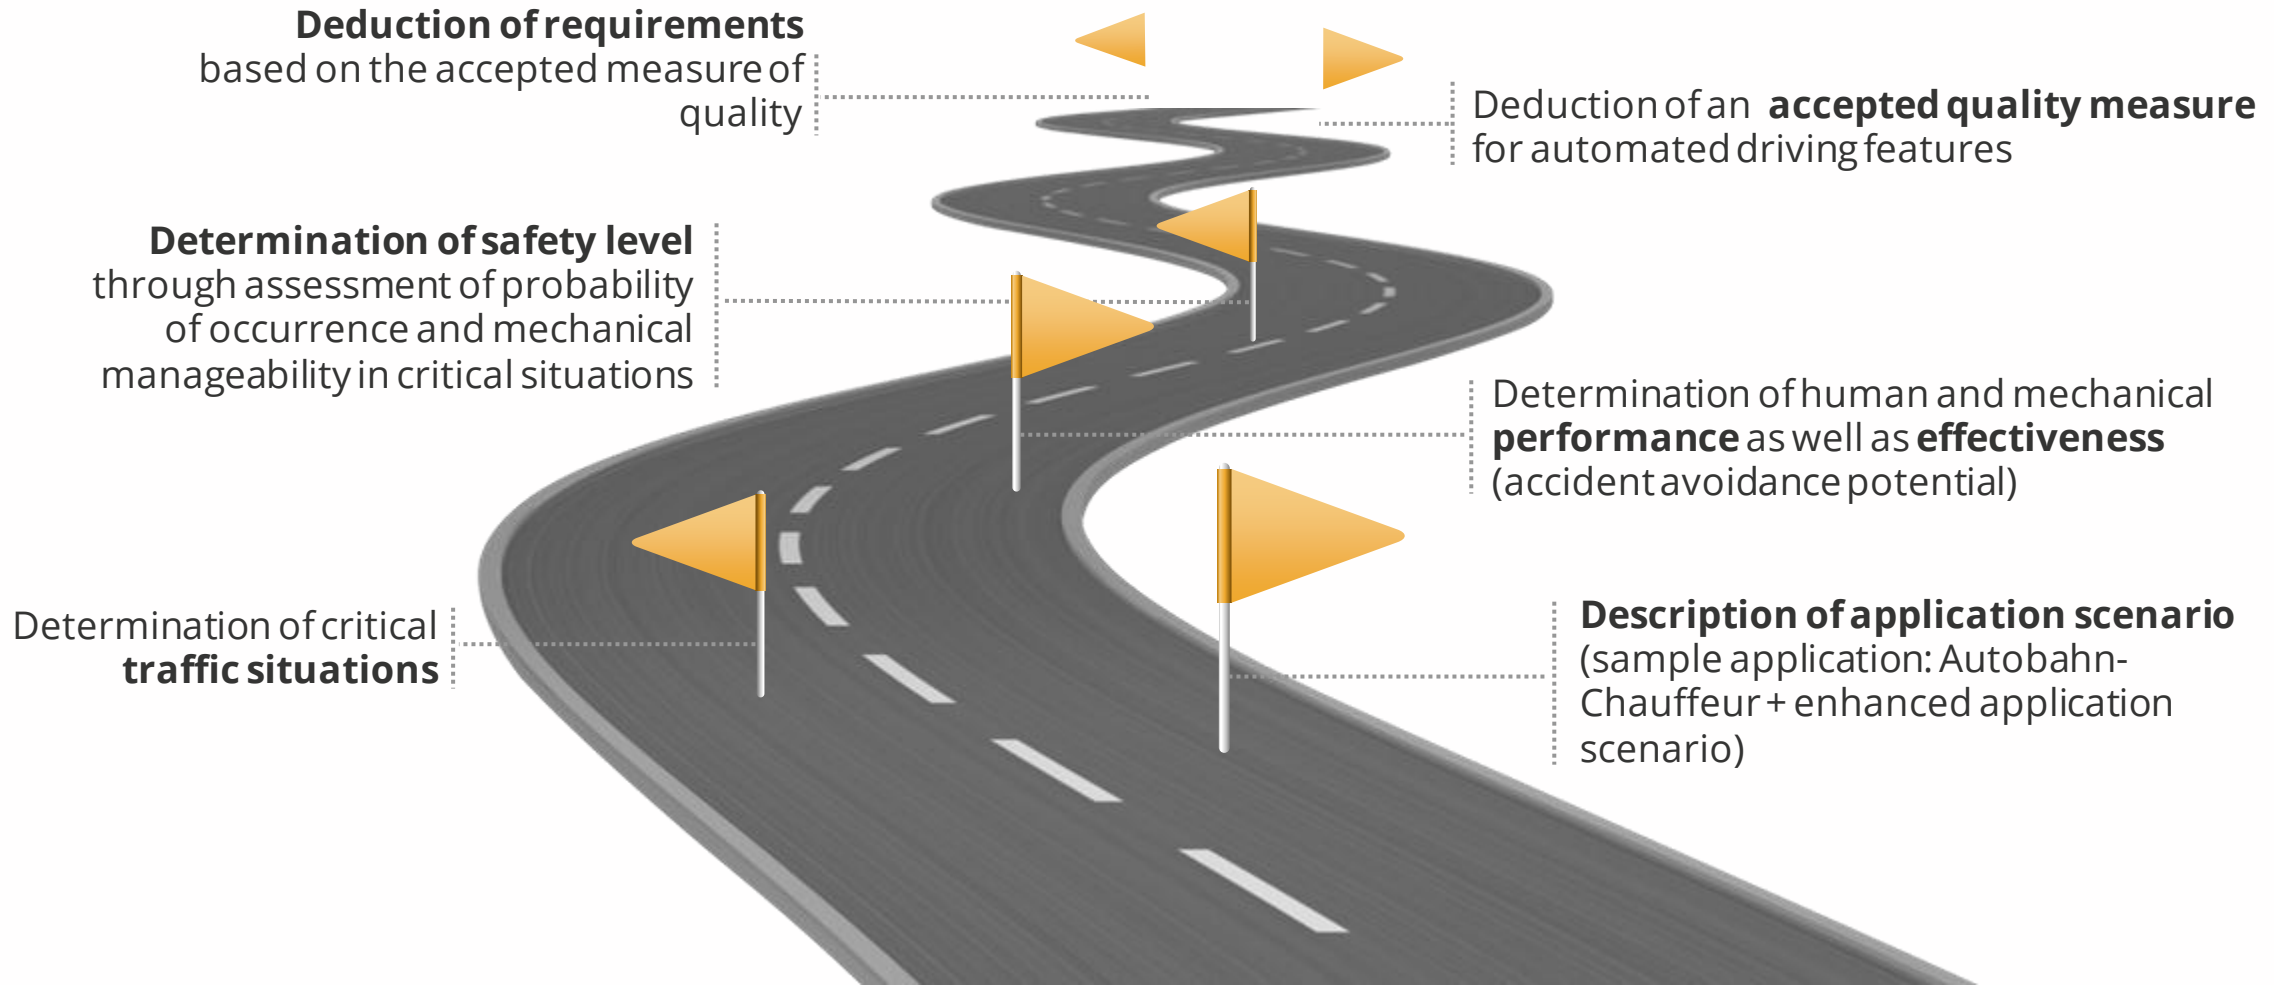 Deduction of requirements
based on the accepted measure of
quality
Deduction of an accepted quality measure
for automated driving features
Determination of safety level
through assessment of probability
of occurrence and mechanical
manageability in critical situations
Determination of human and mechanical
performance as well as effectiveness
(accident avoidance potential)
Determination of critical
traffic situations
Description of application scenario
(sample application: Autobahn-
Chauffeur + enhanced application
scenario)